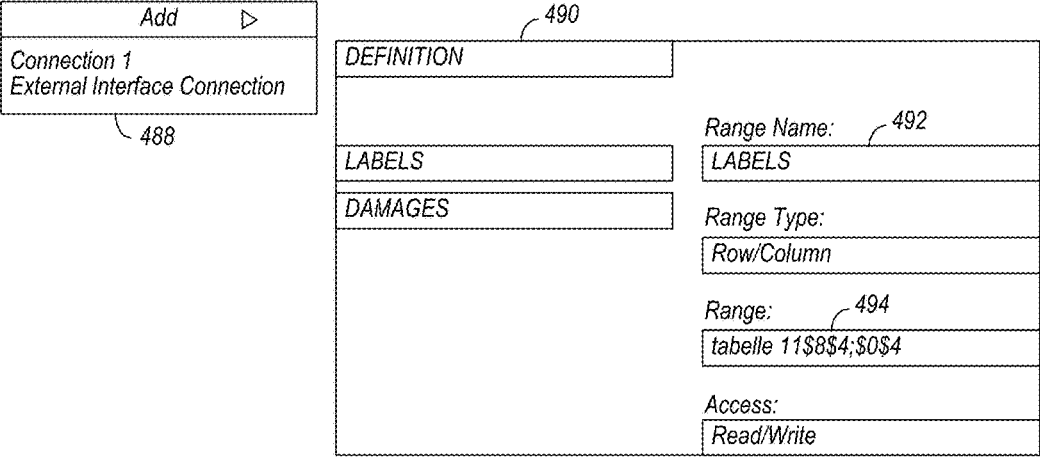 Add
Connection 1
External Interface Connection
488
490
DEFINITION
LABELS
DAMAGES
Range Name:
492
LABELS
Range Type:
Row/Column
Range:
494
tabelle 11$8$4;$0$4
Access:
Read/Write